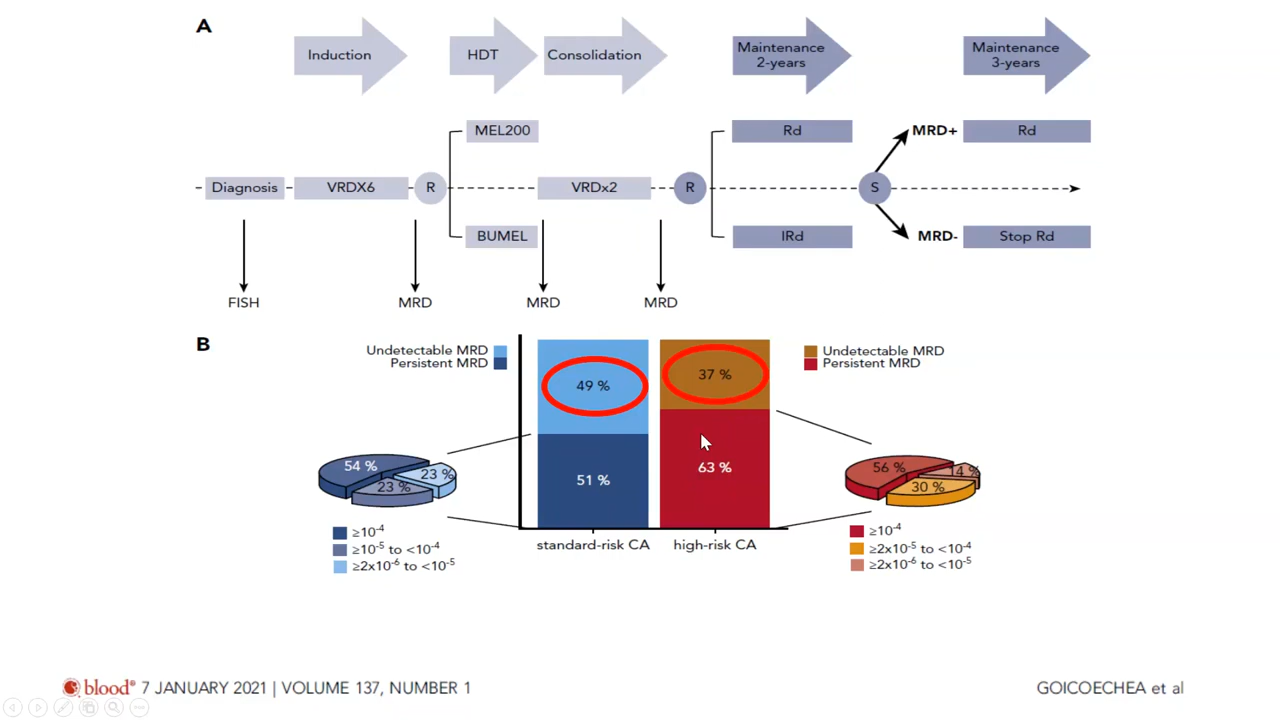 A
Induction
HDT
Consolidation
Maintenance
2-years
Maintenance
3-years
MEL200
Rd
MRD+
Rd
Diagnosis
VRDX6
R
VRDx2
R
S
BUMEL
IRd
MRD-
Stop Rd
FISH
MRD
MRD
MRD
B
Undetectable MRD
Persistent MRD
49 %
37 %
Undetectable MRD
Persistent MRD
54 %
23 %
23 %
51 %
63 %
56 %
14 %
30 %
≥10⁻⁴
≥10⁻⁵ to <10⁻⁴
≥2x10⁻⁶ to <10⁻⁵
standard-risk CA
high-risk CA
≥10⁻⁴
≥2x10⁻⁵ to <10⁻⁴
≥2x10⁻⁶ to <10⁻⁵
blood® 7 JANUARY 2021 | VOLUME 137, NUMBER 1
GOICOECHEA et al